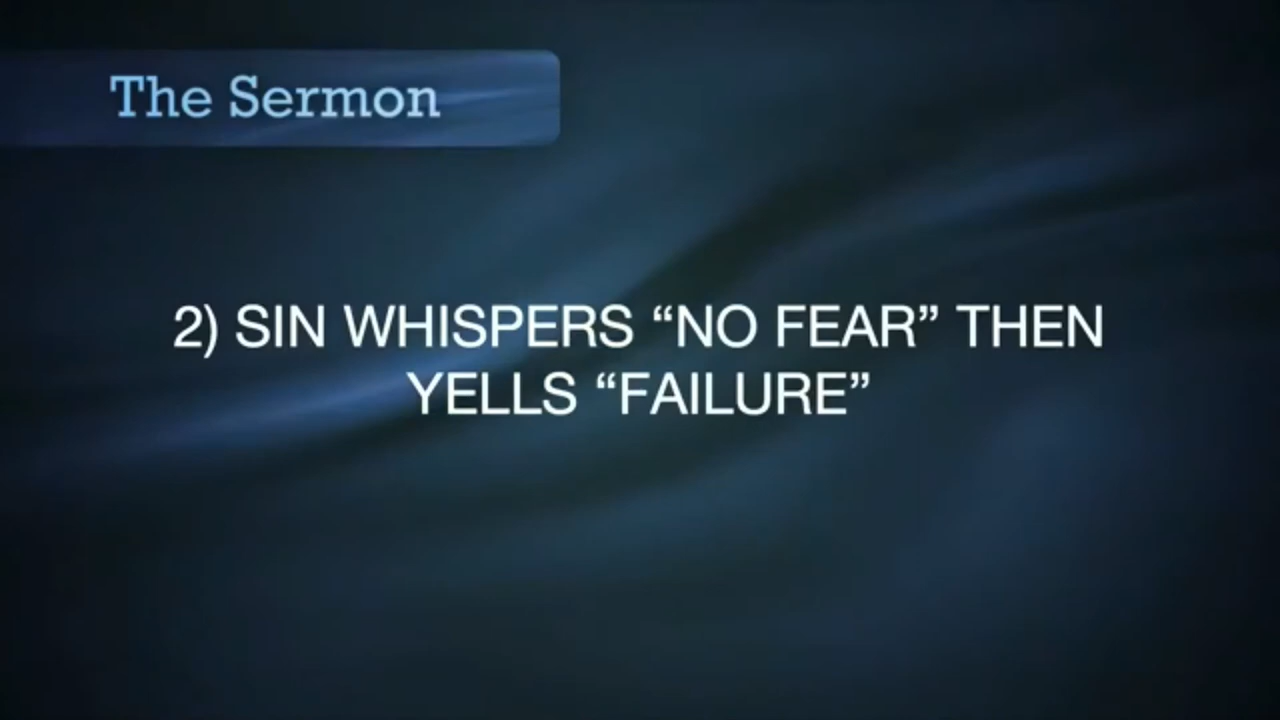 The Sermon
2) SIN WHISPERS “NO FEAR” THEN
YELLS “FAILURE”